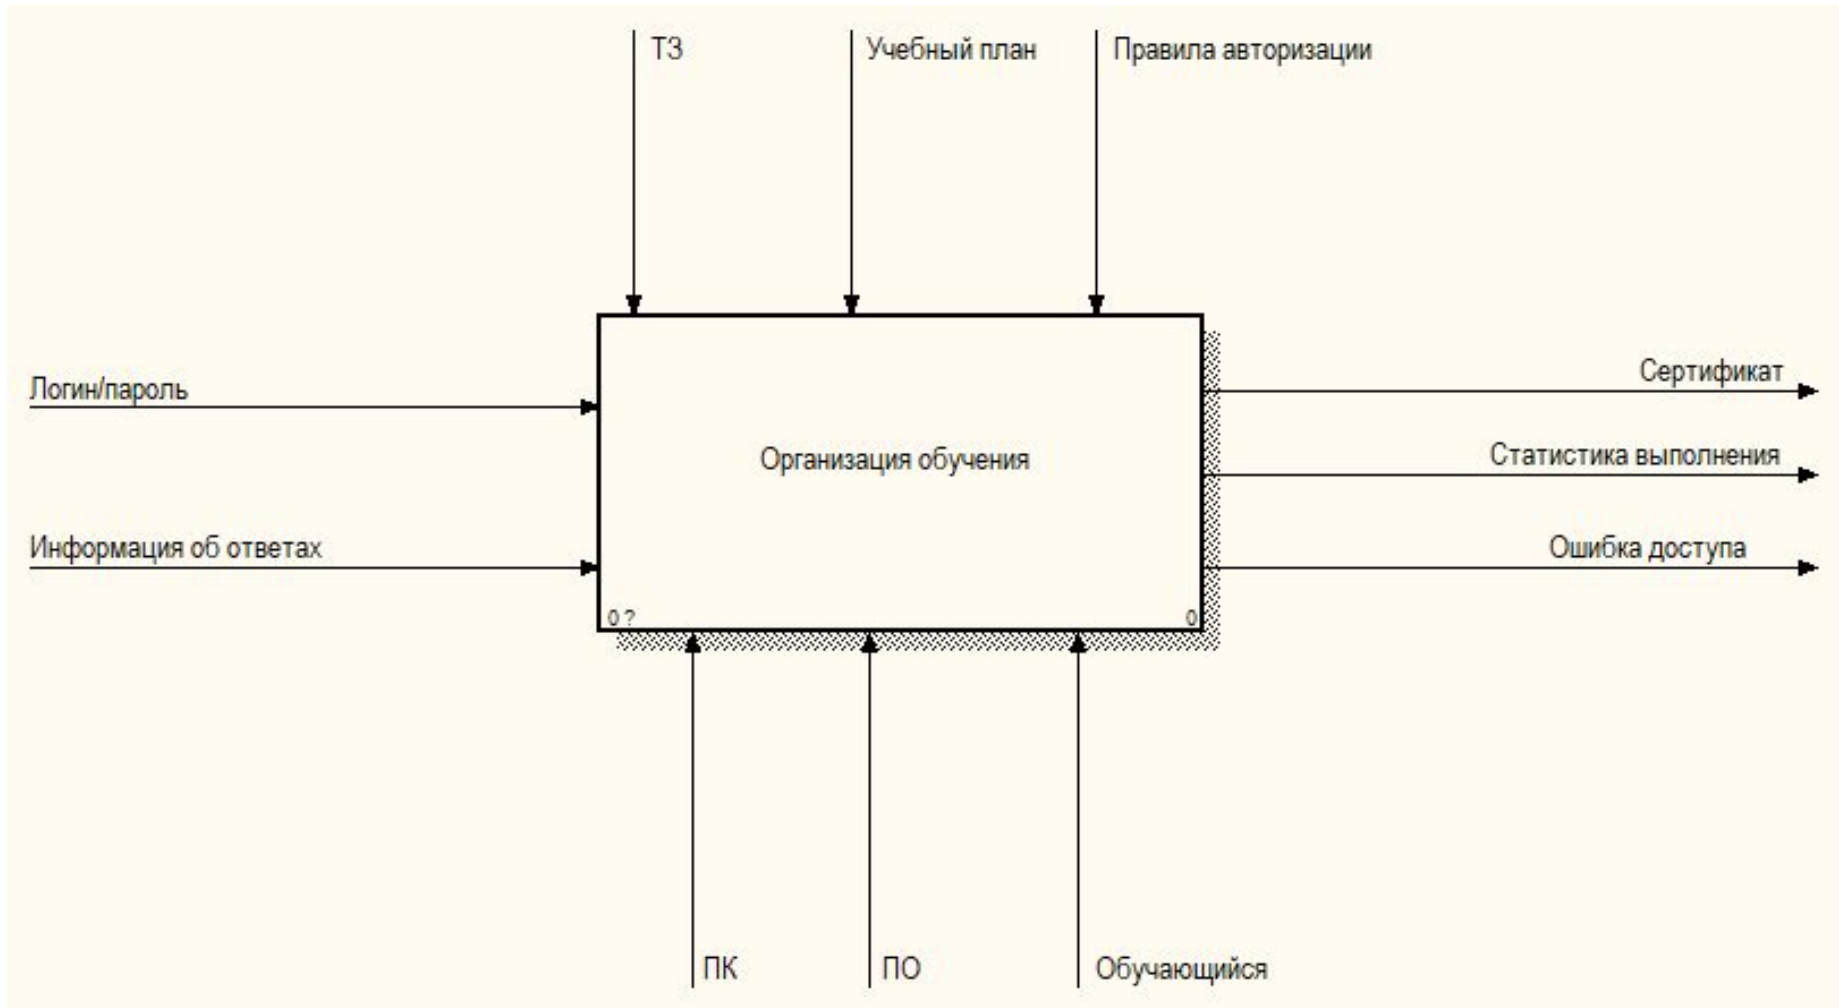 ТЗ
Учебный план
Правила авторизации
Логин/пароль
Сертификат
Организация обучения
Статистика выполнения
Информация об ответах
Ошибка доступа
0 ?
0
ПК
ПО
Обучающийся